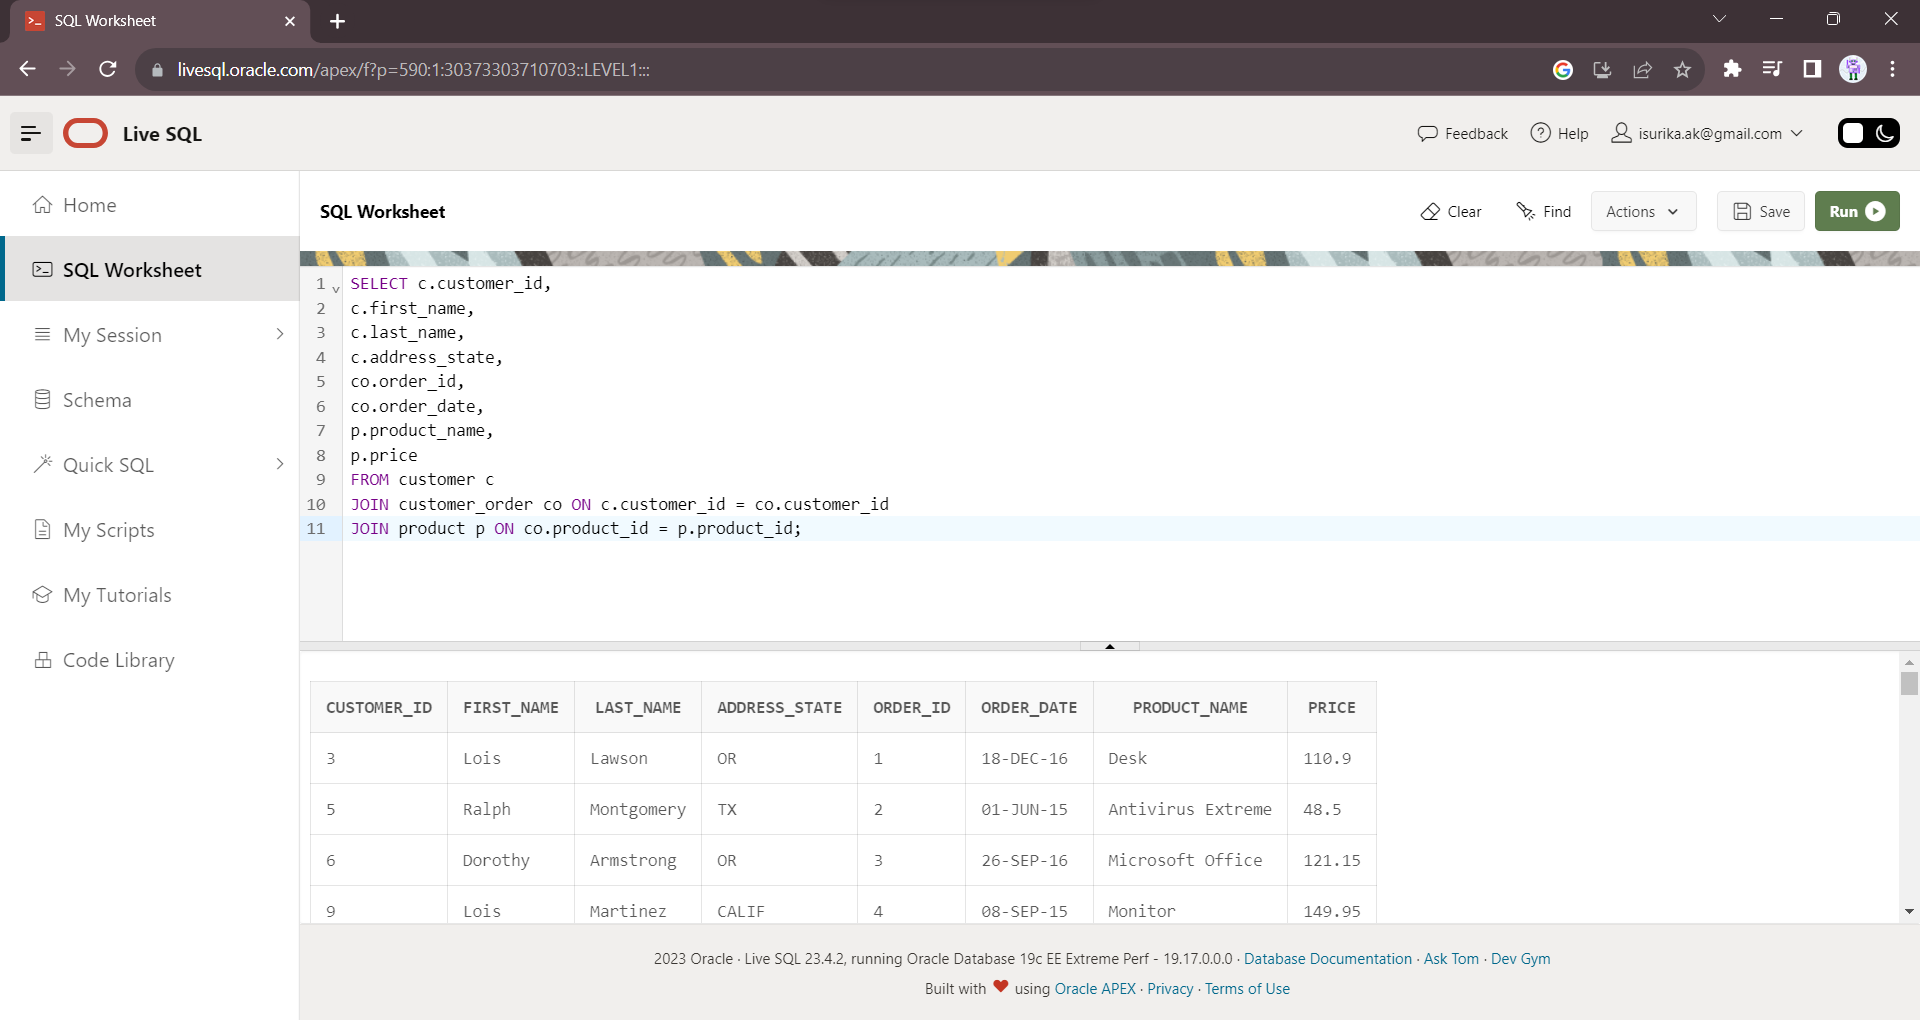 SQL Worksheet
livesql.oracle.com/apex/f?p=590:1:30373303710703::LEVEL1:::
Live SQL
Feedback
Help
isurika.ak@gmail.com
Home
SQL Worksheet
My Session
Schema
Quick SQL
My Scripts
My Tutorials
Code Library
SQL Worksheet
Clear
Find
Actions
Save
Run
1 SELECT c.customer_id,
2 c.first_name,
3 c.last_name,
4 c.address_state,
5 co.order_id,
6 co.order_date,
7 p.product_name,
8 p.price
9 FROM customer c
10 JOIN customer_order co ON c.customer_id = co.customer_id
11 JOIN product p ON co.product_id = p.product_id;
CUSTOMER_ID FIRST_NAME LAST_NAME ADDRESS_STATE ORDER_ID ORDER_DATE PRODUCT_NAME PRICE
3 Lois Lawson OR 1 18-DEC-16 Desk 110.9
5 Ralph Montgomery TX 2 01-JUN-15 Antivirus Extreme 48.5
6 Dorothy Armstrong OR 3 26-SEP-16 Microsoft Office 121.15
9 Lois Martinez CALIF 4 08-SEP-15 Monitor 149.95
2023 Oracle · Live SQL 23.4.2, running Oracle Database 19c EE Extreme Perf - 19.17.0.0.0 · Database Documentation · Ask Tom · Dev Gym
Built with ❤ using Oracle APEX · Privacy · Terms of Use